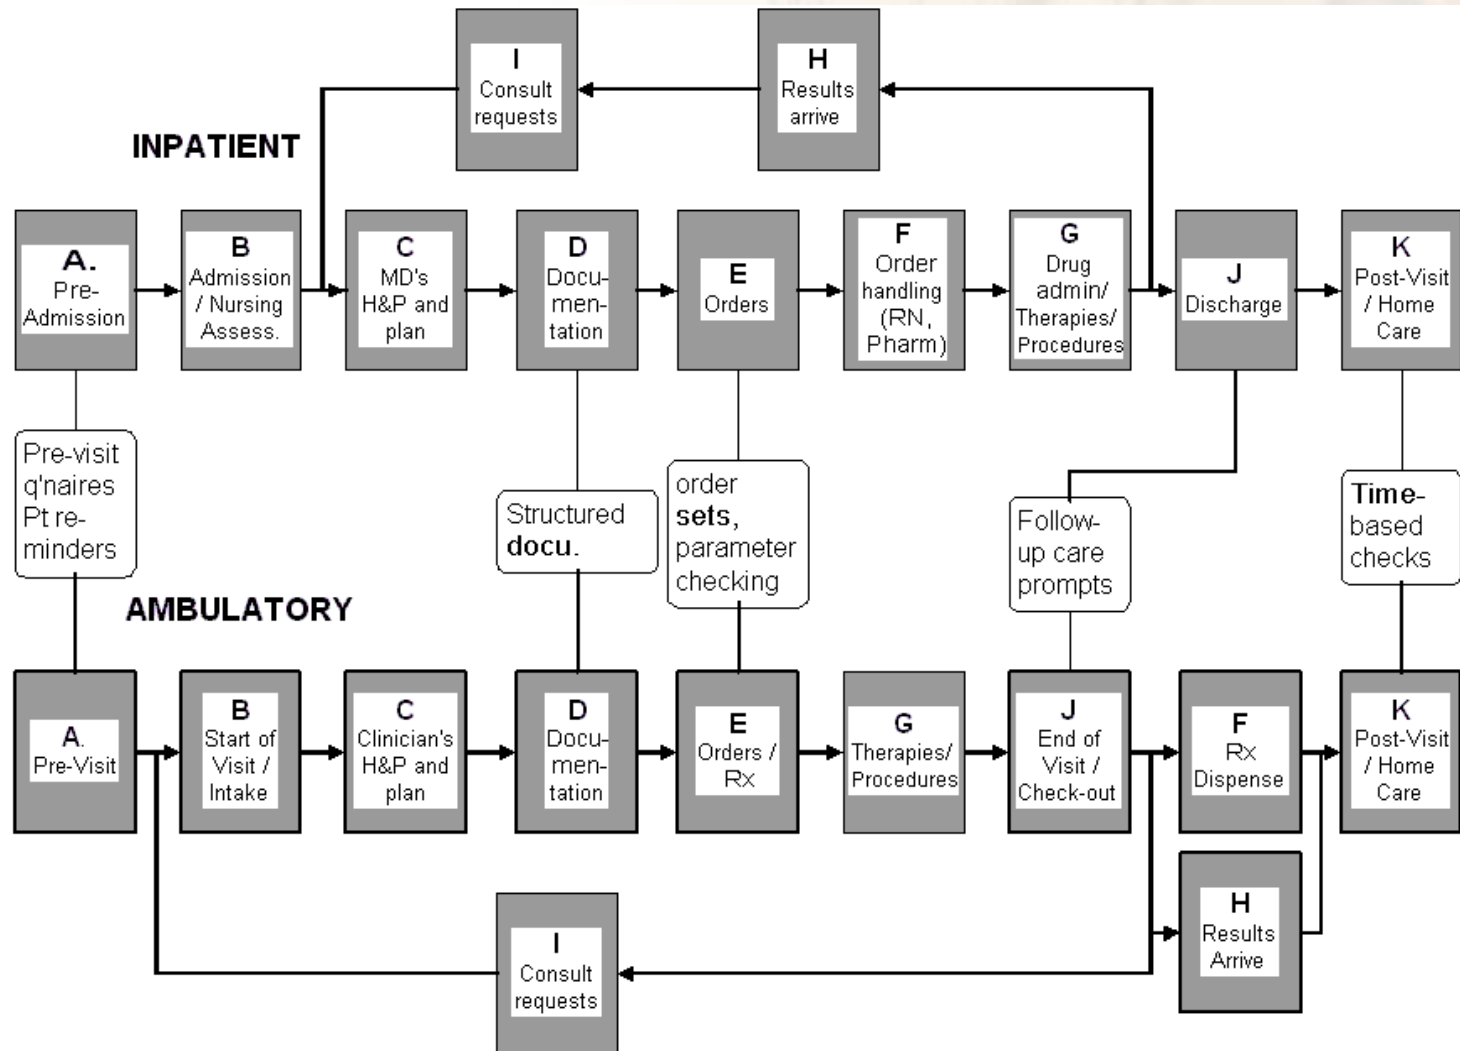 I
Consult
requests
H
Results
arrive
INPATIENT
A.
Pre-
Admission
B
Admission
/ Nursing
Assess.
C
MD's
H&P and
plan
D
Docu-
men-
tation
E
Orders
F
Order
handling
(RN,
Pharm)
G
Drug
admin/
Therapies/
Procedures
J
Discharge
K
Post-Visit
/ Home
Care
Pre-visit
q'naires
Pt re-
minders
Structured
docu.
order
sets,
parameter
checking
Follow-
up care
prompts
Time-
based
checks
AMBULATORY
A.
Pre-Visit
B
Start of
Visit /
Intake
C
Clinician's
H&P and
plan
D
Docu-
men-
tation
E
Orders /
Rx
G
Therapies/
Procedures
J
End of
Visit /
Check-out
F
Rx
Dispense
K
Post-Visit
/ Home
Care
H
Results
Arrive
I
Consult
requests